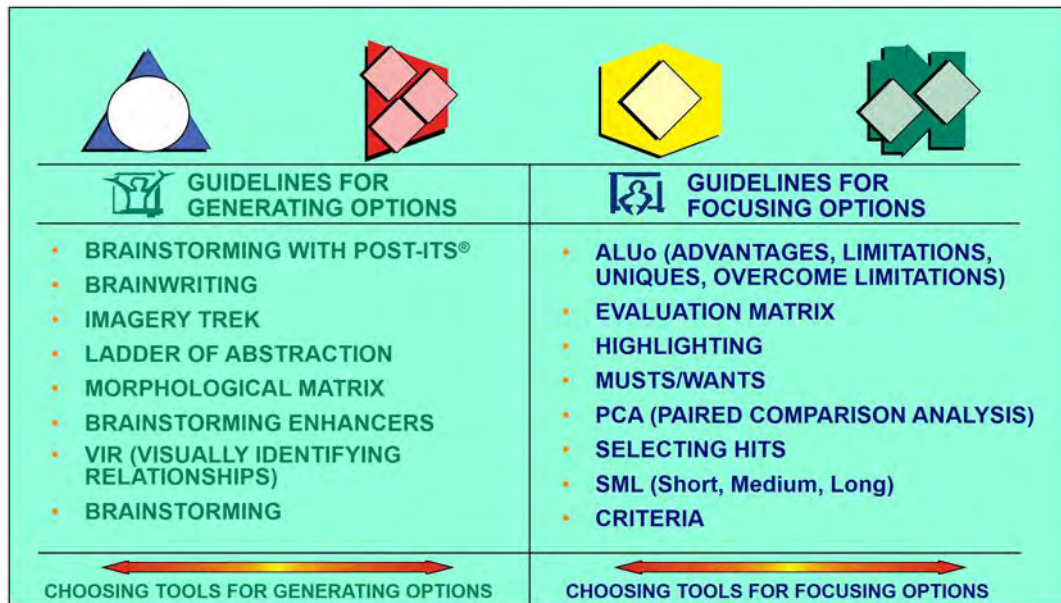 GUIDELINES FOR
GENERATING OPTIONS
• BRAINSTORMING WITH POST-ITS®
• BRAINWRITING
• IMAGERY TREK
• LADDER OF ABSTRACTION
• MORPHOLOGICAL MATRIX
• BRAINSTORMING ENHANCERS
• VIR (VISUALLY IDENTIFYING
RELATIONSHIPS)
• BRAINSTORMING
CHOOSING TOOLS FOR GENERATING OPTIONS
GUIDELINES FOR
FOCUSING OPTIONS
• ALUo (ADVANTAGES, LIMITATIONS,
UNIQUES, OVERCOME LIMITATIONS)
• EVALUATION MATRIX
• HIGHLIGHTING
• MUSTS/WANTS
• PCA (PAIRED COMPARISON ANALYSIS)
• SELECTING HITS
• SML (Short, Medium, Long)
• CRITERIA
CHOOSING TOOLS FOR FOCUSING OPTIONS